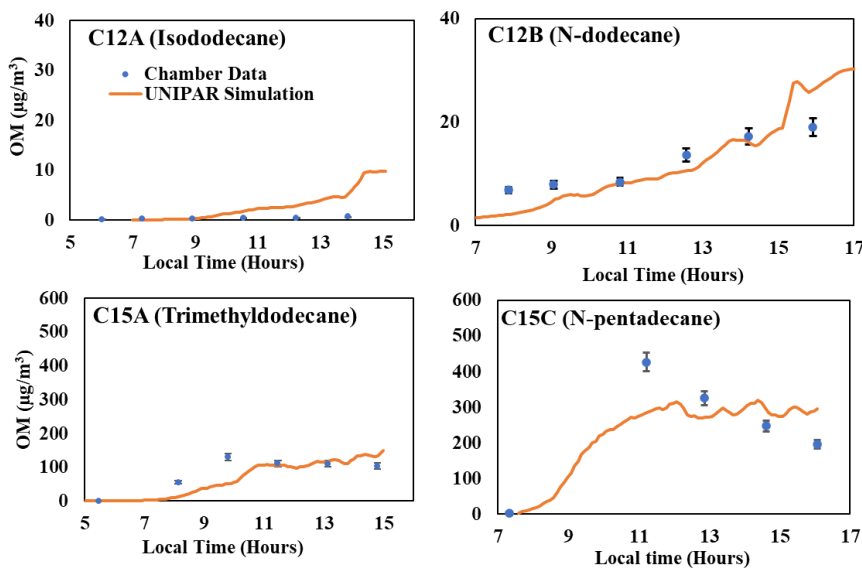 C12A (Isododecane)
Chamber Data
UNIPAR Simulation
OM (µg/m³)
40
30
20
10
0
5 7 9 11 13 15
Local Time (Hours)
C12B (N-dodecane)
40
20
0
7 9 11 13 15 17
Local Time (Hours)
C15A (Trimethyldodecane)
OM (µg/m³)
600
500
400
300
200
100
0
5 7 9 11 13 15
Local Time (Hours)
C15C (N-pentadecane)
600
500
400
300
200
100
0
7 9 11 13 15 17
Local time (Hours)